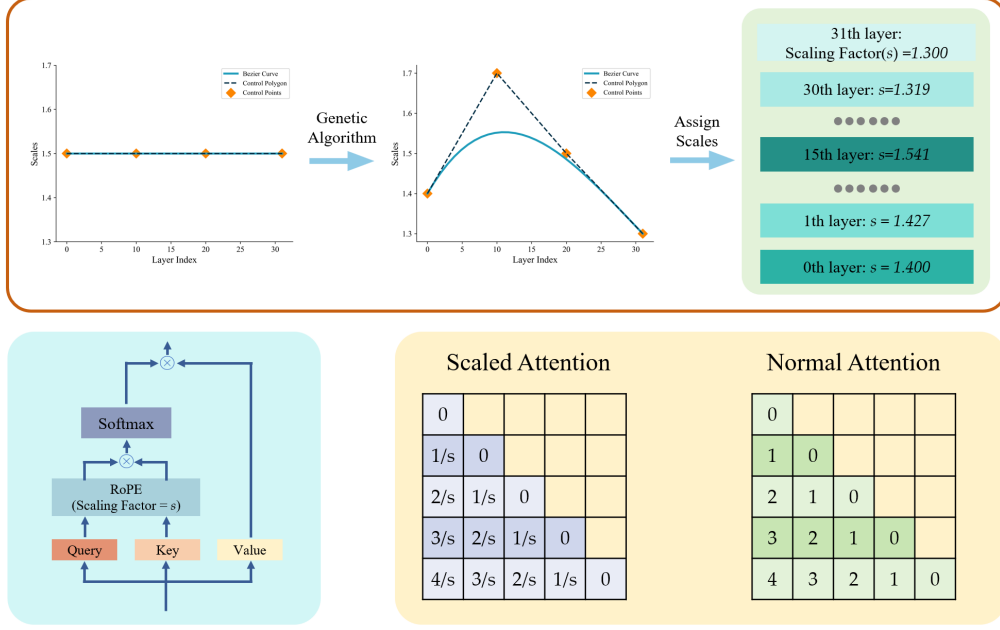 1.7
1.6
1.5
1.4
1.3
Scales
0 5 10 15 20 25 30
Layer Index
Bezier Curve
Control Polygon
Control Points
Genetic
Algorithm
1.7
1.6
1.5
1.4
1.3
Scales
0 5 10 15 20 25 30
Layer Index
Bezier Curve
Control Polygon
Control Points
Assign
Scales
31th layer:
Scaling Factor(s) =1.300
30th layer: s=1.319
15th layer: s=1.541
1th layer: s = 1.427
0th layer: s = 1.400
Softmax
RoPE
(Scaling Factor = s)
Query Key Value
Scaled Attention
0
1/s 0
2/s 1/s 0
3/s 2/s 1/s 0
4/s 3/s 2/s 1/s 0
Normal Attention
0
1 0
2 1 0
3 2 1 0
4 3 2 1 0